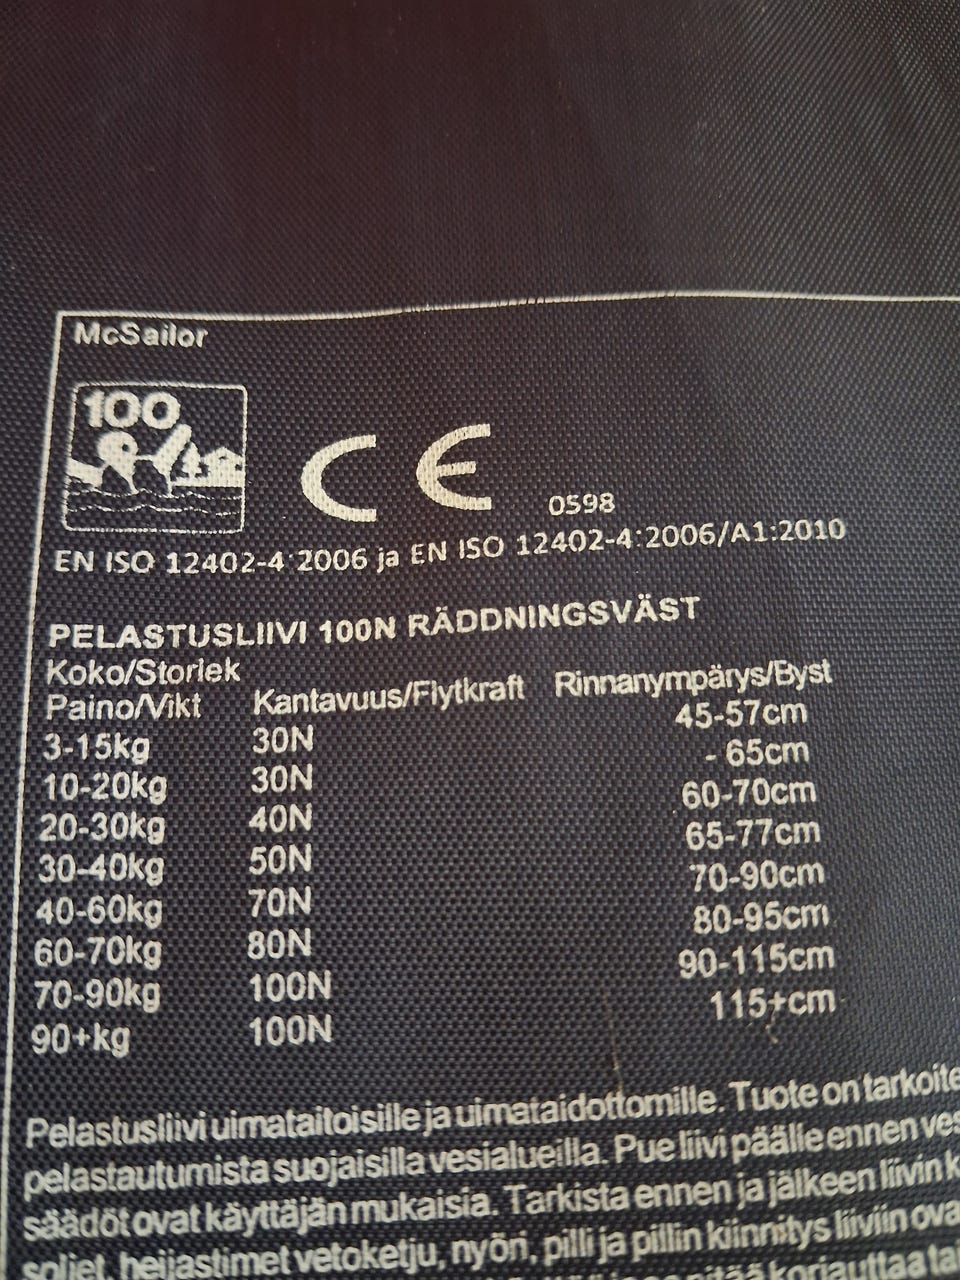 McSailor
100
CE 0598
EN ISO 12402-4:2006 ja EN ISO 12402-4:2006/A1:2010
PELASTUSLIIVI 100N RÄDDNINGSVÄST
Koko/Storlek
Paino/Vikt Kantavuus/Flytkraft Rinnanympärys/Byst
3-15kg 30N 45-57cm
10-20kg 30N - 65cm
20-30kg 40N 60-70cm
30-40kg 50N 65-77cm
40-60kg 70N 70-90cm
60-70kg 80N 80-95cm
70-90kg 100N 90-115cm
90+kg 100N 115+cm
Pelastusliivi uimataitoisille ja uimataidottomille. Tuote on tarkoite
pelastautumista suojaisilla vesialueilla. Pue liivi päälle ennen ves
säädöt ovat käyttäjän mukaisia. Tarkista ennen ja jälkeen liivin k
soljet, heijastimet vetoketju, nyöri, pilli ja pillin kiinnitys liiviin ova